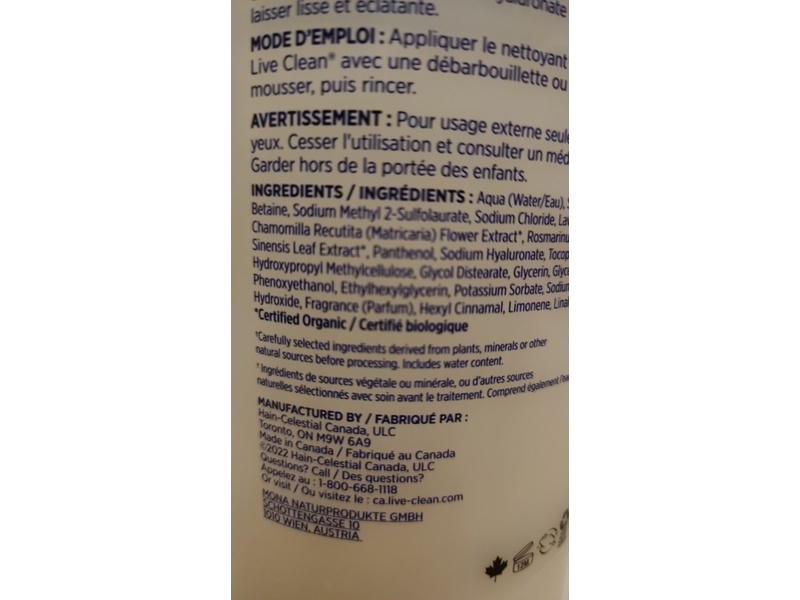 laisser lisse et éclatante.
MODE D'EMPLOI : Appliquer le nettoyant
Live Clean® avec une débarbouillette ou
mousser, puis rincer.
AVERTISSEMENT : Pour usage externe
yeux. Cesser l'utilisation et consulter un
Garder hors de la portée des enfants.
INGREDIENTS / INGRÉDIENTS : Aqua (Water/Eau),
Betaine, Sodium Methyl 2-Sulfolaurate, Sodium Chloride,
Chamomilla Recutita (Matricaria) Flower Extract*,
Sinensis Leaf Extract*, Panthenol, Sodium Hyaluronate,
Hydroxypropyl Methylcellulose, Glycol Distearate, Glycerin,
Phenoxyethanol, Ethylhexylglycerin, Potassium Sorbate,
Hydroxide, Fragrance (Parfum), Hexyl Cinnamal, Limonene,
*Certified Organic / Certifié biologique
†Carefully selected ingredients derived from plants, minerals or other
natural sources before processing. Includes water content.
† Ingrédients de sources végétale ou minérale, ou d'autres sources
naturelles sélectionnés avec soin avant le traitement. Comprend également
MANUFACTURED BY / FABRIQUÉ PAR :
Hain-Celestial Canada, ULC
Toronto, ON M9W 6A9
Made in Canada / Fabriqué au Canada
©2022 Hain-Celestial Canada, ULC
Questions? Call / Des questions?
Appelez au : 1-800-668-1118
Or visit / Ou visitez le : ca.live-clean.com
MONA NATURPRODUKTE GMBH
SCHOTTENGASSE 10
1010 WIEN, AUSTRIA
12M